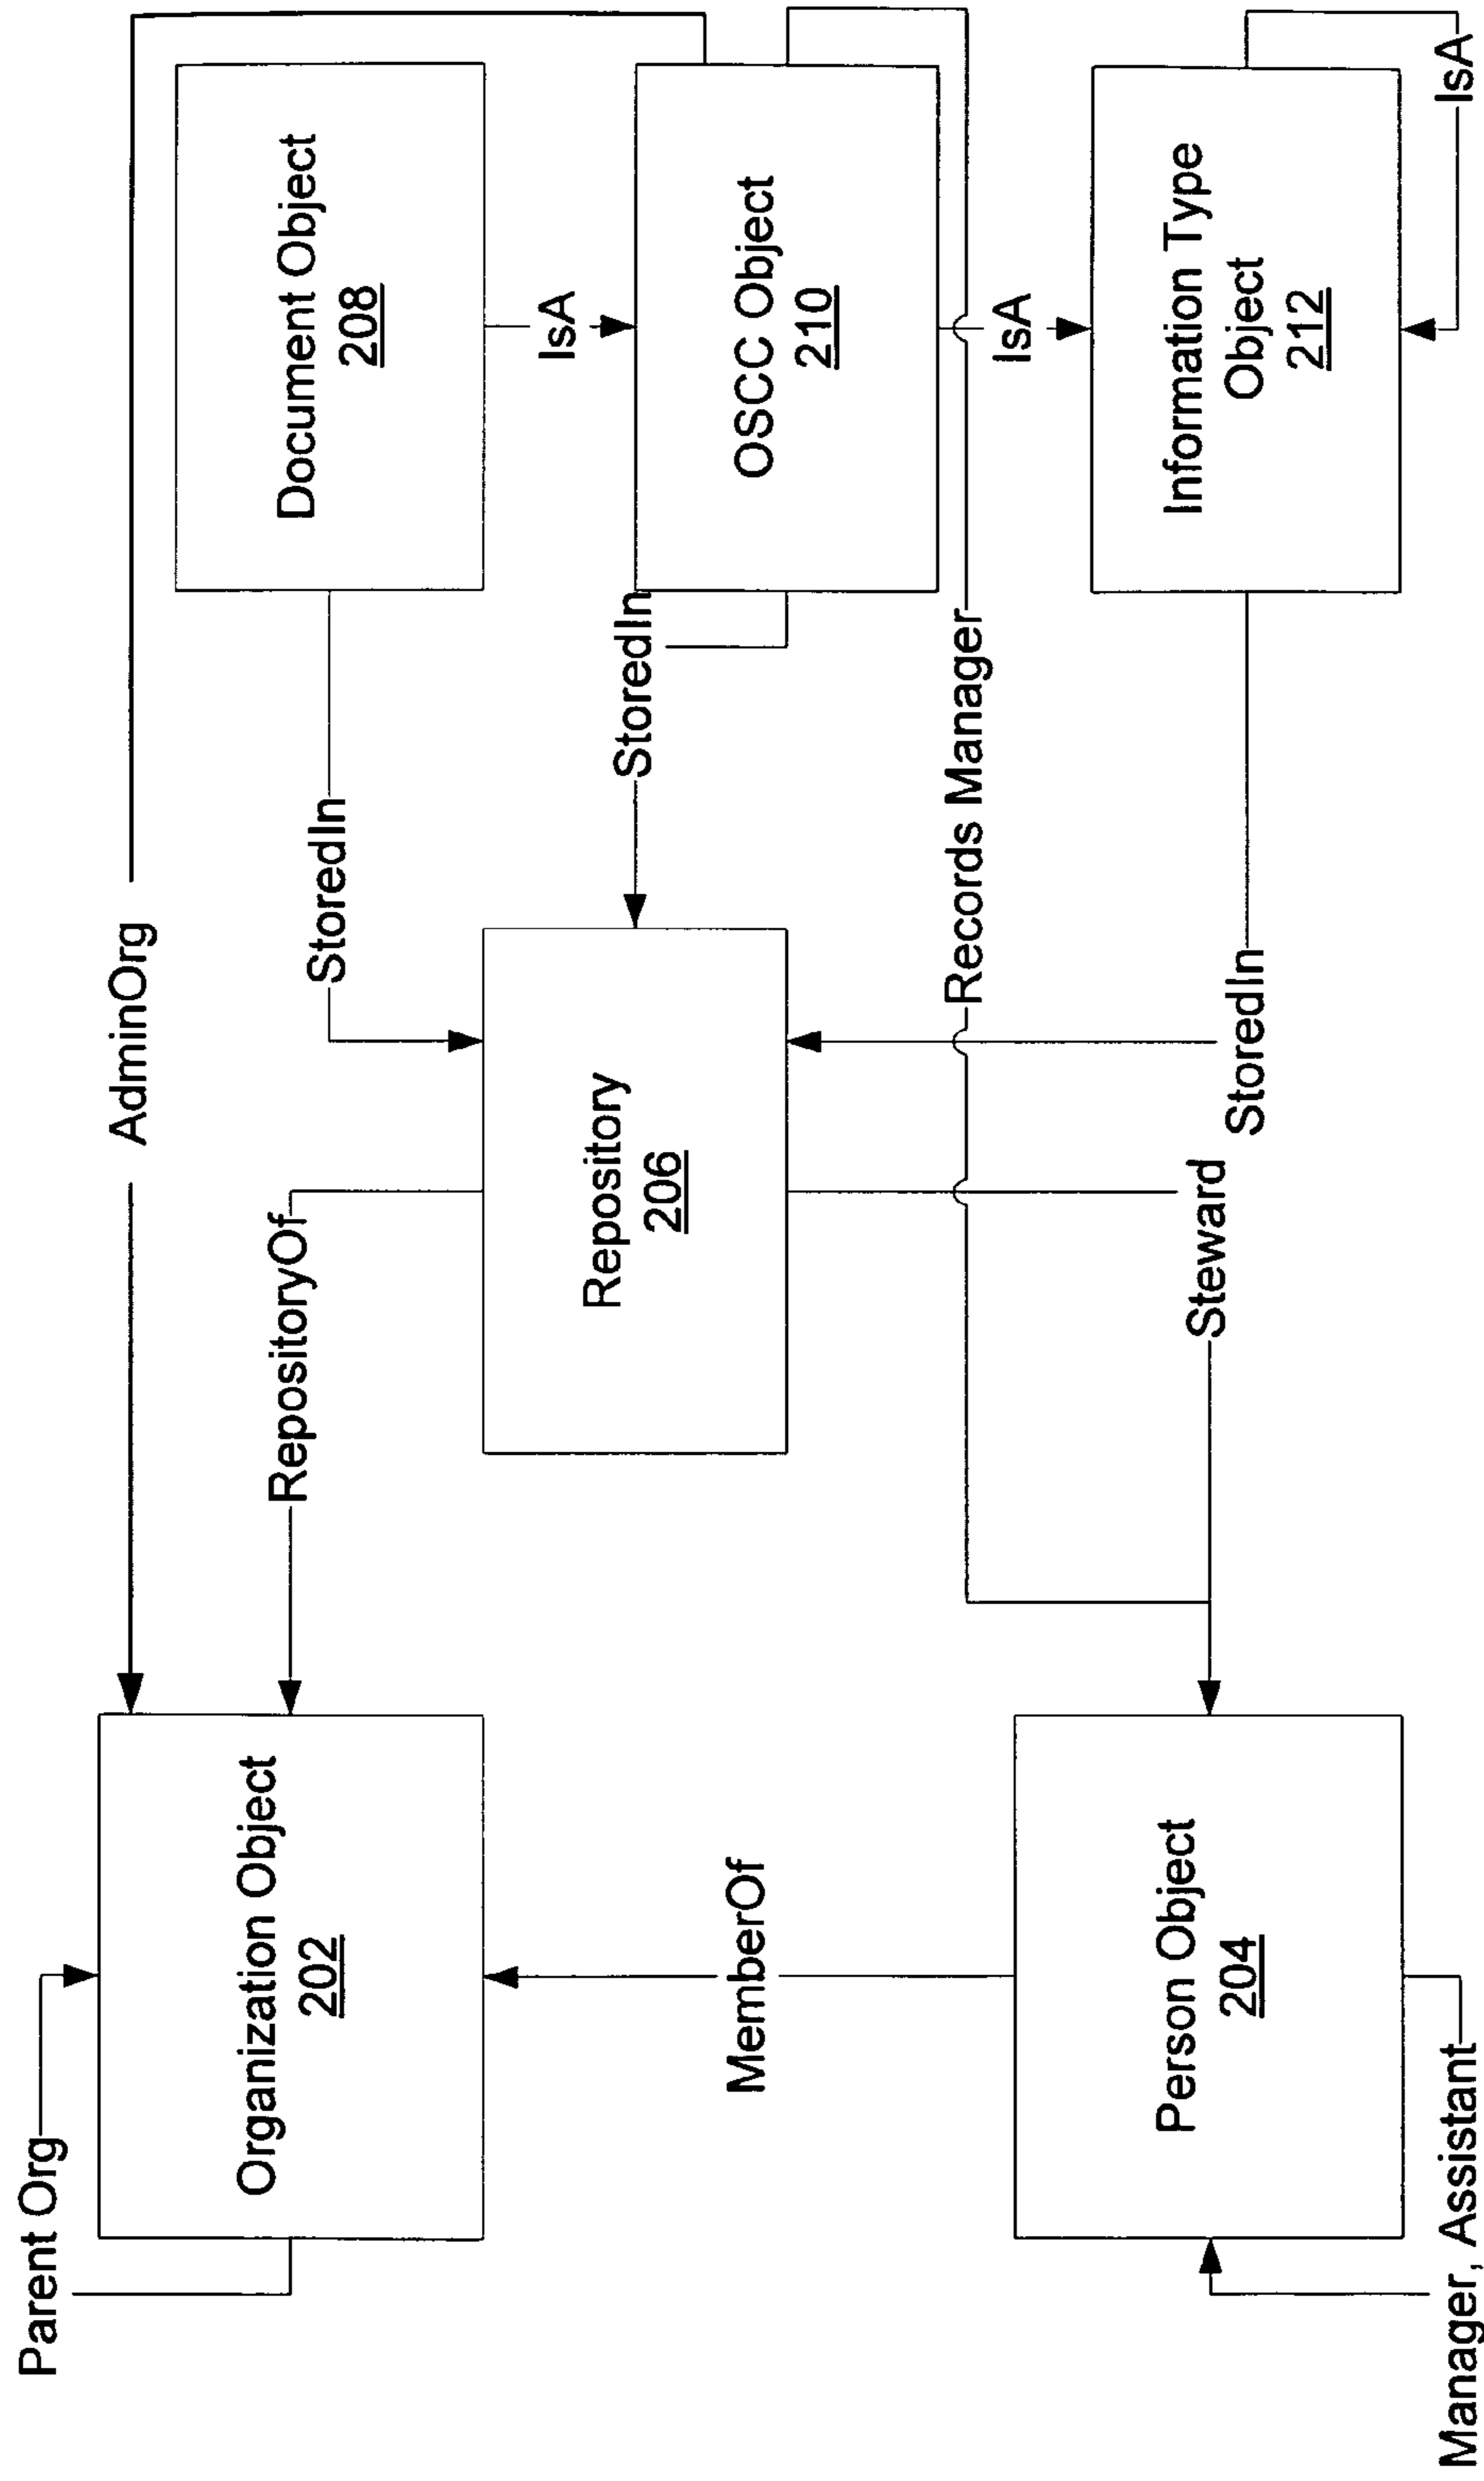 Parent Org
AdminOrg
Organization Object
202
RepositoryOf
StoredIn
Document Object
208
IsA
MemberOf
Repository
206
StoredIn
OSCC Object
210
Records Manager
IsA
Person Object
204
Steward
StoredIn
Information Type
Object
212
Manager, Assistant
IsA